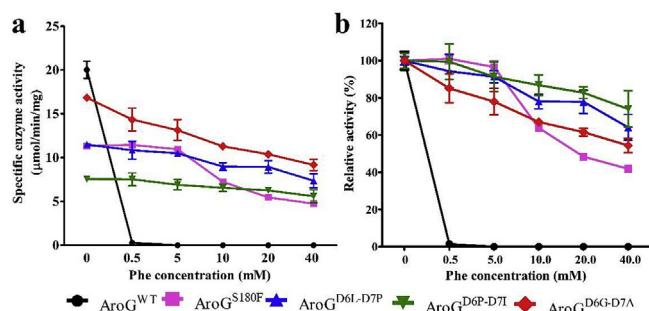 a
b
25
20
15
10
5
0
Spectific enzyme activity
(μmol/min/mg)
0 0.5 5 10 20 40
Phe concentration (mM)
120
100
80
60
40
20
0
Relative activity (%)
0 0.5 5.0 10.0 20.0 40.0
Phe concentration (mM)
AroG^WT AroG^S180F AroG^D6L-D7P AroG^D6P-D7I AroG^D6G-D7A